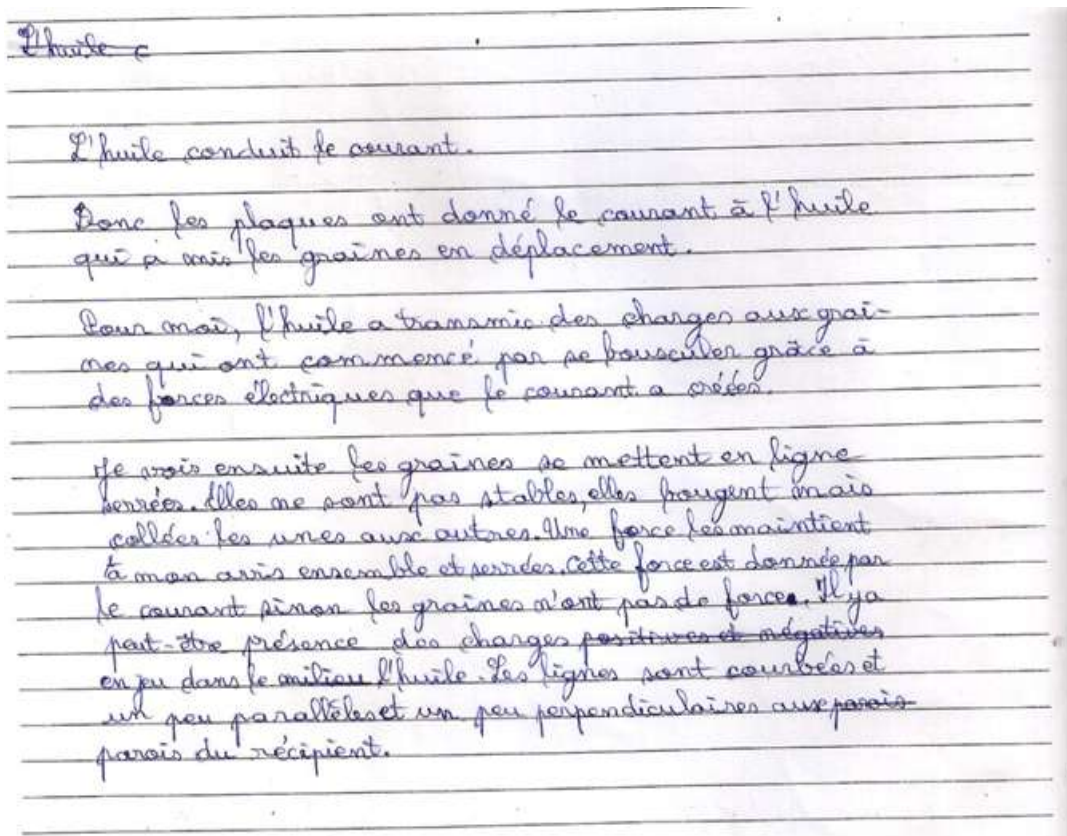 L'huile c
L'huile conduit le courant.
Donc les plaques ont donné le courant à l'huile
qui a mis les graines en déplacement.
Pour moi, l'huile a transmic des charges aux grai-
nes qui ont commencé par se bousculer grâce à
des forces électriques que le courant a créées.
Je vois ensuite les graines se mettent en ligne
serrées. Elles ne sont pas stables, elles bougent mais
collées les unes aux autres. Une force les maintient
à mon avis ensemble et serrées. Cette force est donnée par
le courant sinon les graines n'ont pas de force. Il y a
peut-être présence des charges positives et négatives
en jeu dans le milieu l'huile. Les lignes sont courbées et
un peu parallèles et un peu perpendiculaires aux parois
parois du récipient.